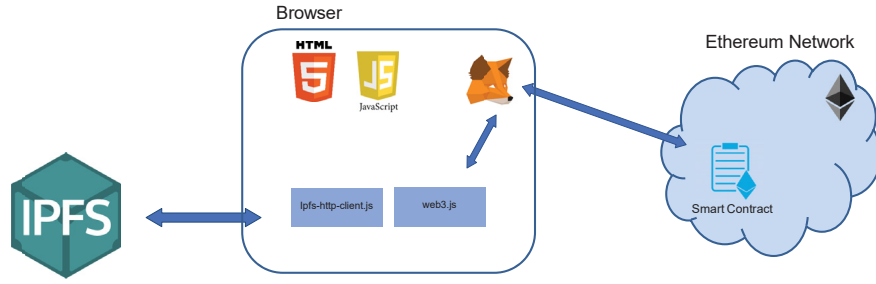 Browser
Ethereum Network
HTML
5
JS
JavaScript
IPFS
Ipfs-http-client.js
web3.js
Smart Contract